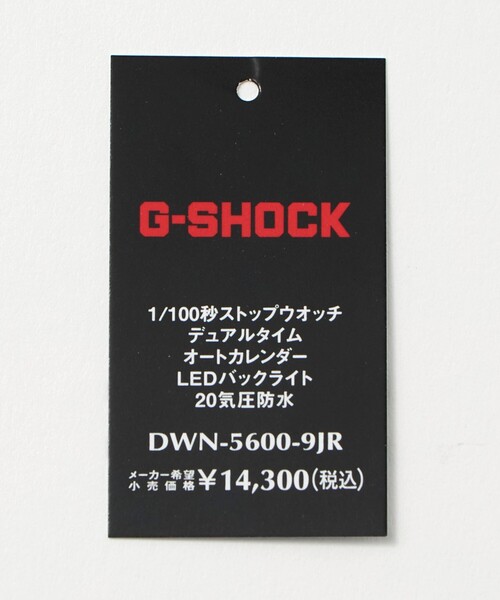 G-SHOCK
1/100秒ストップウオッチ
デュアルタイム
オートカレンダー
LEDバックライト
20気圧防水
DWN-5600-9JR
メーカー希望小売価格 ¥14,300(税込)